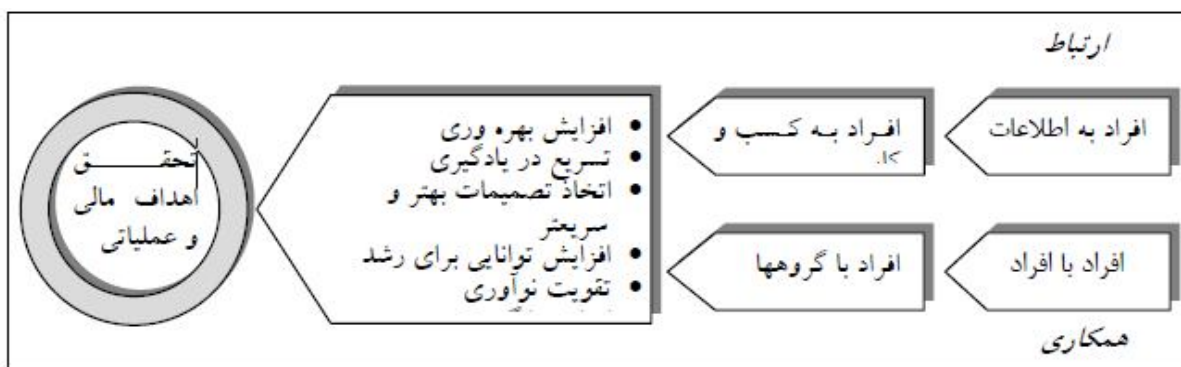 ارتباط
افراد به اطلاعات
افراد به کسب و
افراد با افراد
افراد با گروهها
همکاری
• افزایش بهره وری
• تسریع در یادگیری
• اتخاذ تصمیمات بهتر و
سریعتر
• افزایش توانایی برای رشد
• تقویت نوآوری
تحقق
اهداف مالی
و عملیاتی